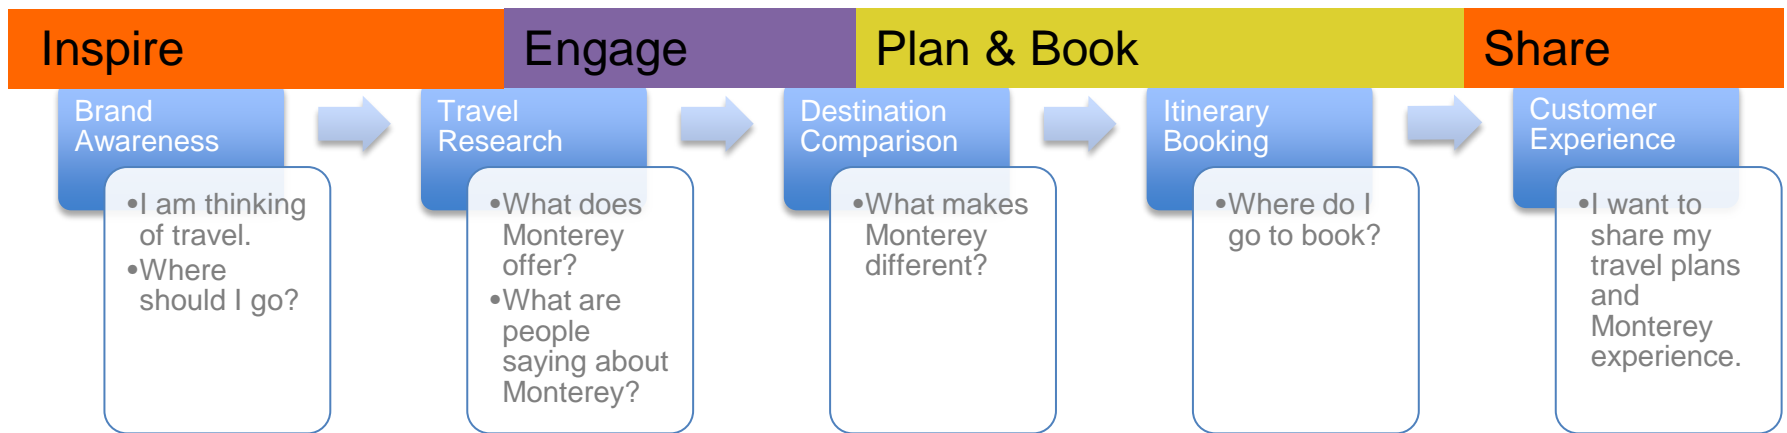 Inspire
Engage
Plan & Book
Share
Brand
Awareness
•I am thinking
of travel.
•Where
should I go?
Travel
Research
•What does
Monterey
offer?
•What are
people
saying about
Monterey?
Destination
Comparison
•What makes
Monterey
different?
Itinerary
Booking
•Where do I
go to book?
Customer
Experience
•I want to
share my
travel plans
and
Monterey
experience.